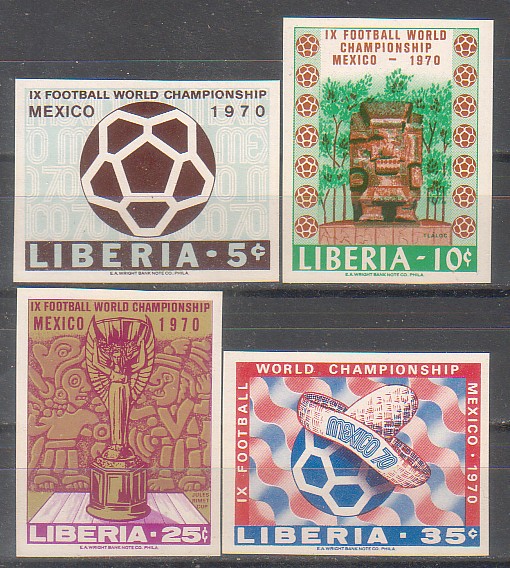 IX FOOTBALL WORLD CHAMPIONSHIP
MEXICO 1970
LIBERIA · 5¢
E.A. WRIGHT BANK NOTE CO. PHILA.
IX FOOTBALL WORLD CHAMPIONSHIP
MEXICO - 1970
TLALOC
LIBERIA - 10¢
E.A. WRIGHT BANK NOTE CO. PHILA.
IX FOOTBALL WORLD CHAMPIONSHIP
MEXICO 1970
JULES
RIMET
CUP
LIBERIA · 25¢
E.A. WRIGHT BANK NOTE CO. PHILA.
IX FOOTBALL WORLD CHAMPIONSHIP MEXICO · 1970
mexico 70
LIBERIA · 35¢
E.A. WRIGHT BANK NOTE CO. PHILA.